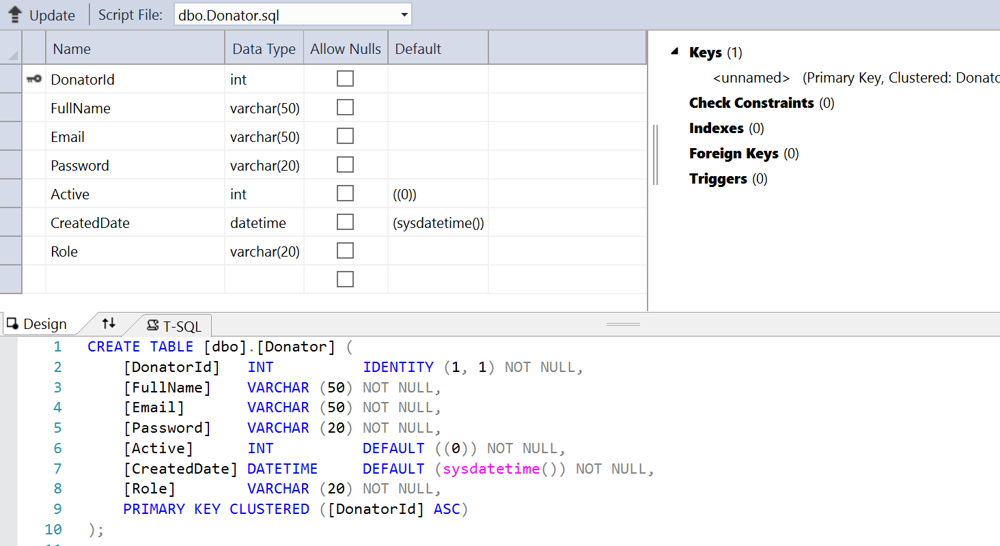 Update Script File: dbo.Donator.sql
Name Data Type Allow Nulls Default
DonatorId int
FullName varchar(50)
Email varchar(50)
Password varchar(20)
Active int ((0))
CreatedDate datetime (sysdatetime())
Role varchar(20)
Keys (1)
<unnamed> (Primary Key, Clustered: Donato
Check Constraints (0)
Indexes (0)
Foreign Keys (0)
Triggers (0)
Design T-SQL
1 CREATE TABLE [dbo].[Donator] (
2 [DonatorId] INT IDENTITY (1, 1) NOT NULL,
3 [FullName] VARCHAR (50) NOT NULL,
4 [Email] VARCHAR (50) NOT NULL,
5 [Password] VARCHAR (20) NOT NULL,
6 [Active] INT DEFAULT ((0)) NOT NULL,
7 [CreatedDate] DATETIME DEFAULT (sysdatetime()) NOT NULL,
8 [Role] VARCHAR (20) NOT NULL,
9 PRIMARY KEY CLUSTERED ([DonatorId] ASC)
10 );